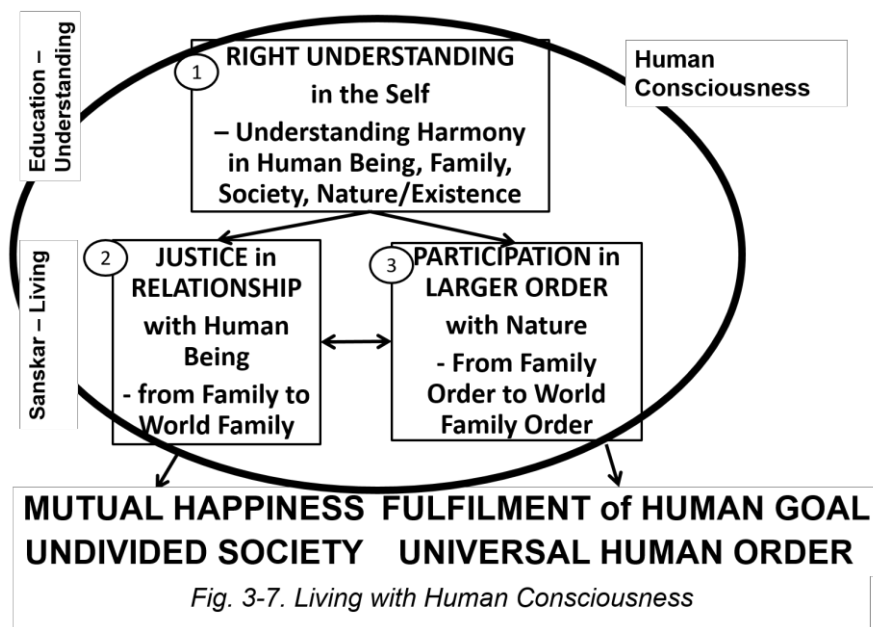 Education –
Understanding
Human
Consciousness
1
RIGHT UNDERSTANDING
in the Self
– Understanding Harmony
in Human Being, Family,
Society, Nature/Existence
Sanskar – Living
2
JUSTICE in
RELATIONSHIP
with Human
Being
- from Family to
World Family
3
PARTICIPATION in
LARGER ORDER
with Nature
- From Family
Order to World
Family Order
MUTUAL HAPPINESS FULFILMENT of HUMAN GOAL
UNDIVIDED SOCIETY UNIVERSAL HUMAN ORDER
Fig. 3-7. Living with Human Consciousness